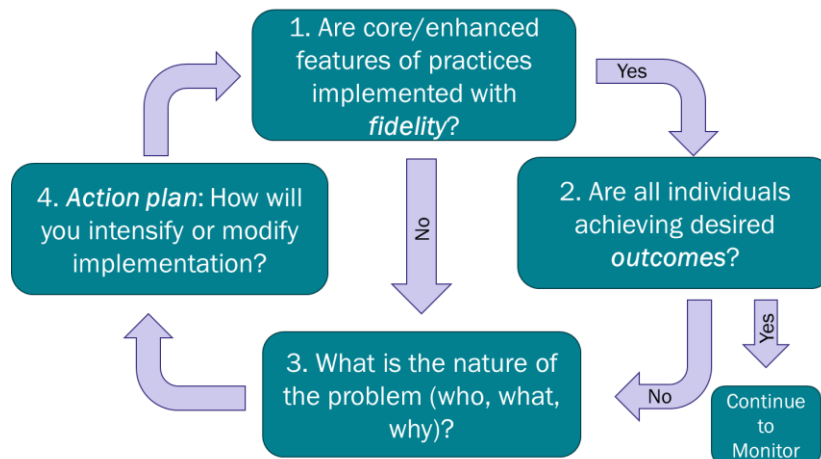 1. Are core/enhanced
features of practices
implemented with
fidelity?
Yes
No
4. Action plan: How will
you intensify or modify
implementation?
2. Are all individuals
achieving desired
outcomes?
Yes
No
3. What is the nature of
the problem (who, what,
why)?
Continue
to
Monitor